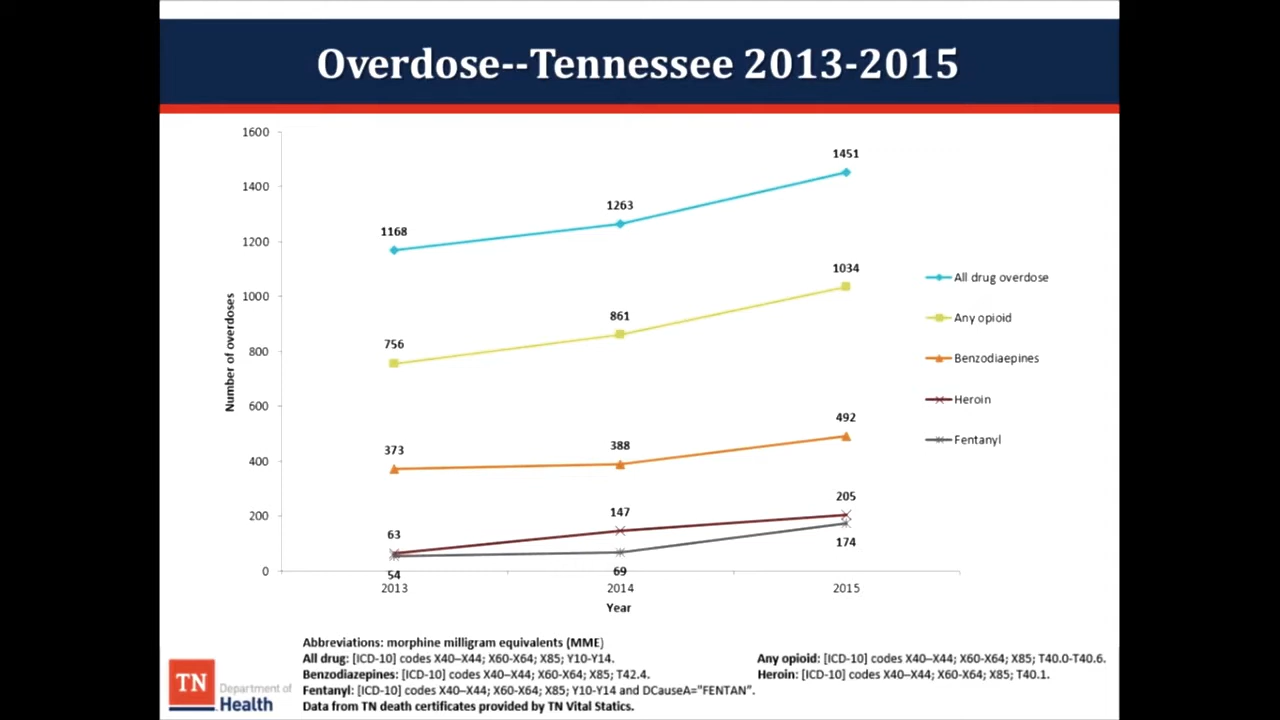 Overdose--Tennessee 2013-2015
1600
1400
1200
1000
800
600
400
200
0
Number of overdoses
1168
1263
1451
756
861
1034
373
388
492
63
147
205
54
69
174
2013
2014
2015
Year
All drug overdose
Any opioid
Benzodiaepines
Heroin
Fentanyl
Abbreviations: morphine milligram equivalents (MME)
All drug: [ICD-10] codes X40–X44; X60-X64; X85; Y10-Y14.
Any opioid: [ICD-10] codes X40–X44; X60-X64; X85; T40.0-T40.6.
Benzodiazepines: [ICD-10] codes X40–X44; X60-X64; X85; T42.4.
Heroin: [ICD-10] codes X40–X44; X60-X64; X85; T40.1.
Fentanyl: [ICD-10] codes X40–X44; X60-X64; X85; Y10-Y14 and DCauseA="FENTAN".
Data from TN death certificates provided by TN Vital Statics.
TN
Department of
Health